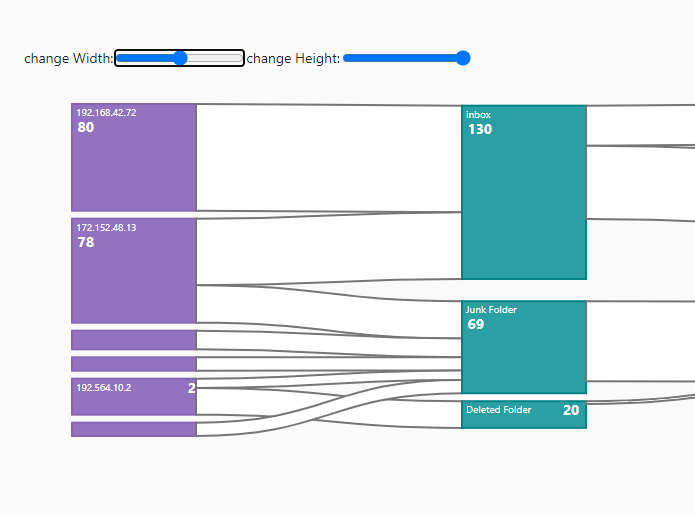 change Width: change Height:
192.168.42.72
80
inbox
130
172.152.48.13
78
Junk Folder
69
192.564.10.2 2
Deleted Folder 20